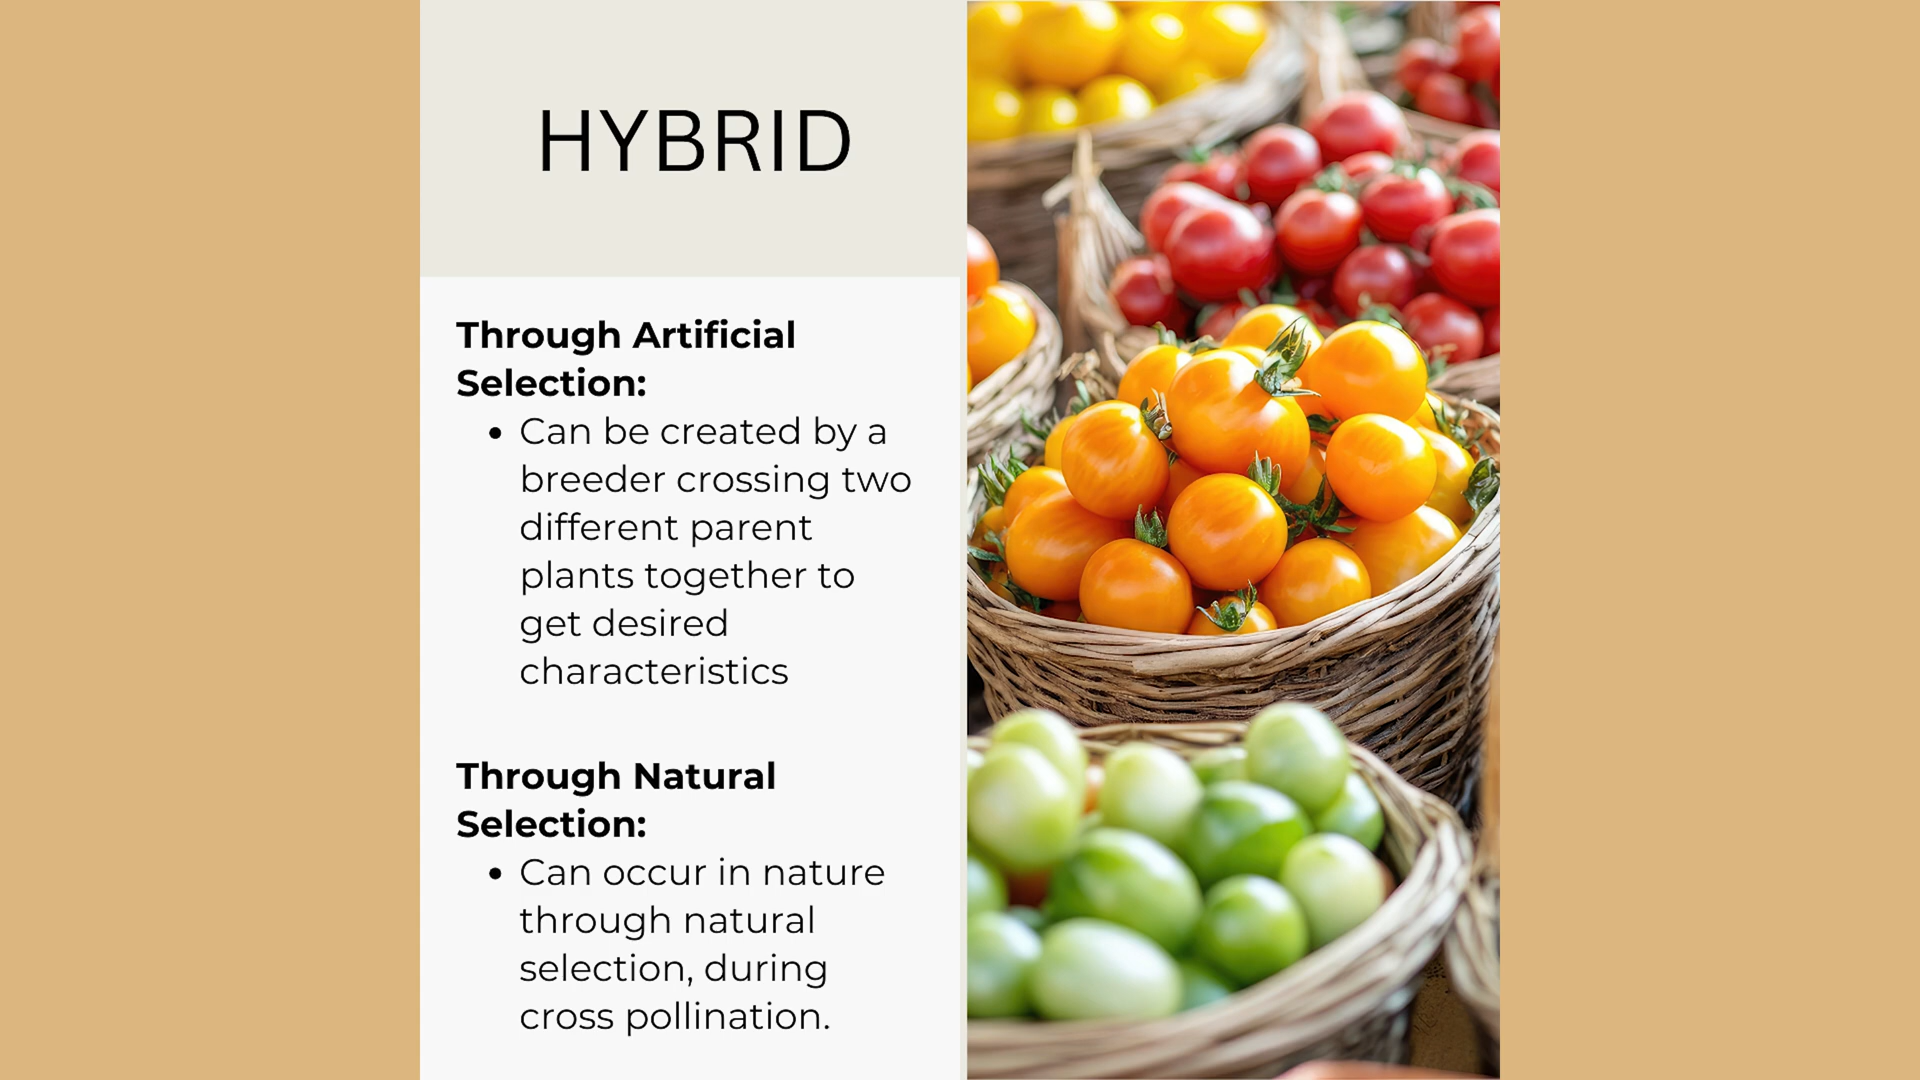 HYBRID
Through Artificial
Selection:
• Can be created by a
breeder crossing two
different parent
plants together to
get desired
characteristics
Through Natural
Selection:
• Can occur in nature
through natural
selection, during
cross pollination.